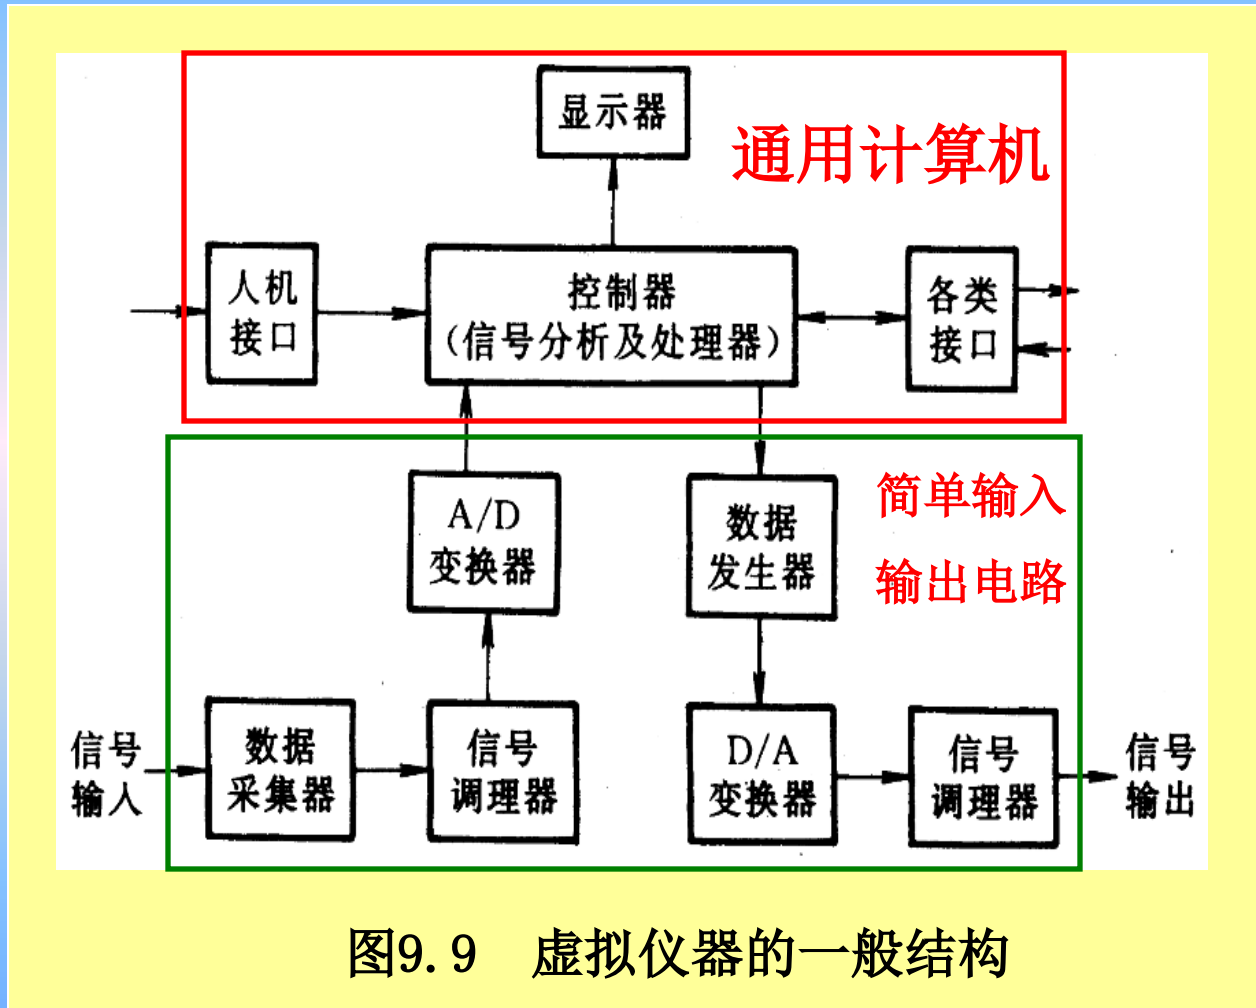 显示器
通用计算机
人机
接口
控制器
(信号分析及处理器)
各类
接口
A/D
变换器
数据
发生器
简单输入
输出电路
信号
输入
数据
采集器
信号
调理器
D/A
变换器
信号
调理器
信号
输出
图9.9 虚拟仪器的一般结构